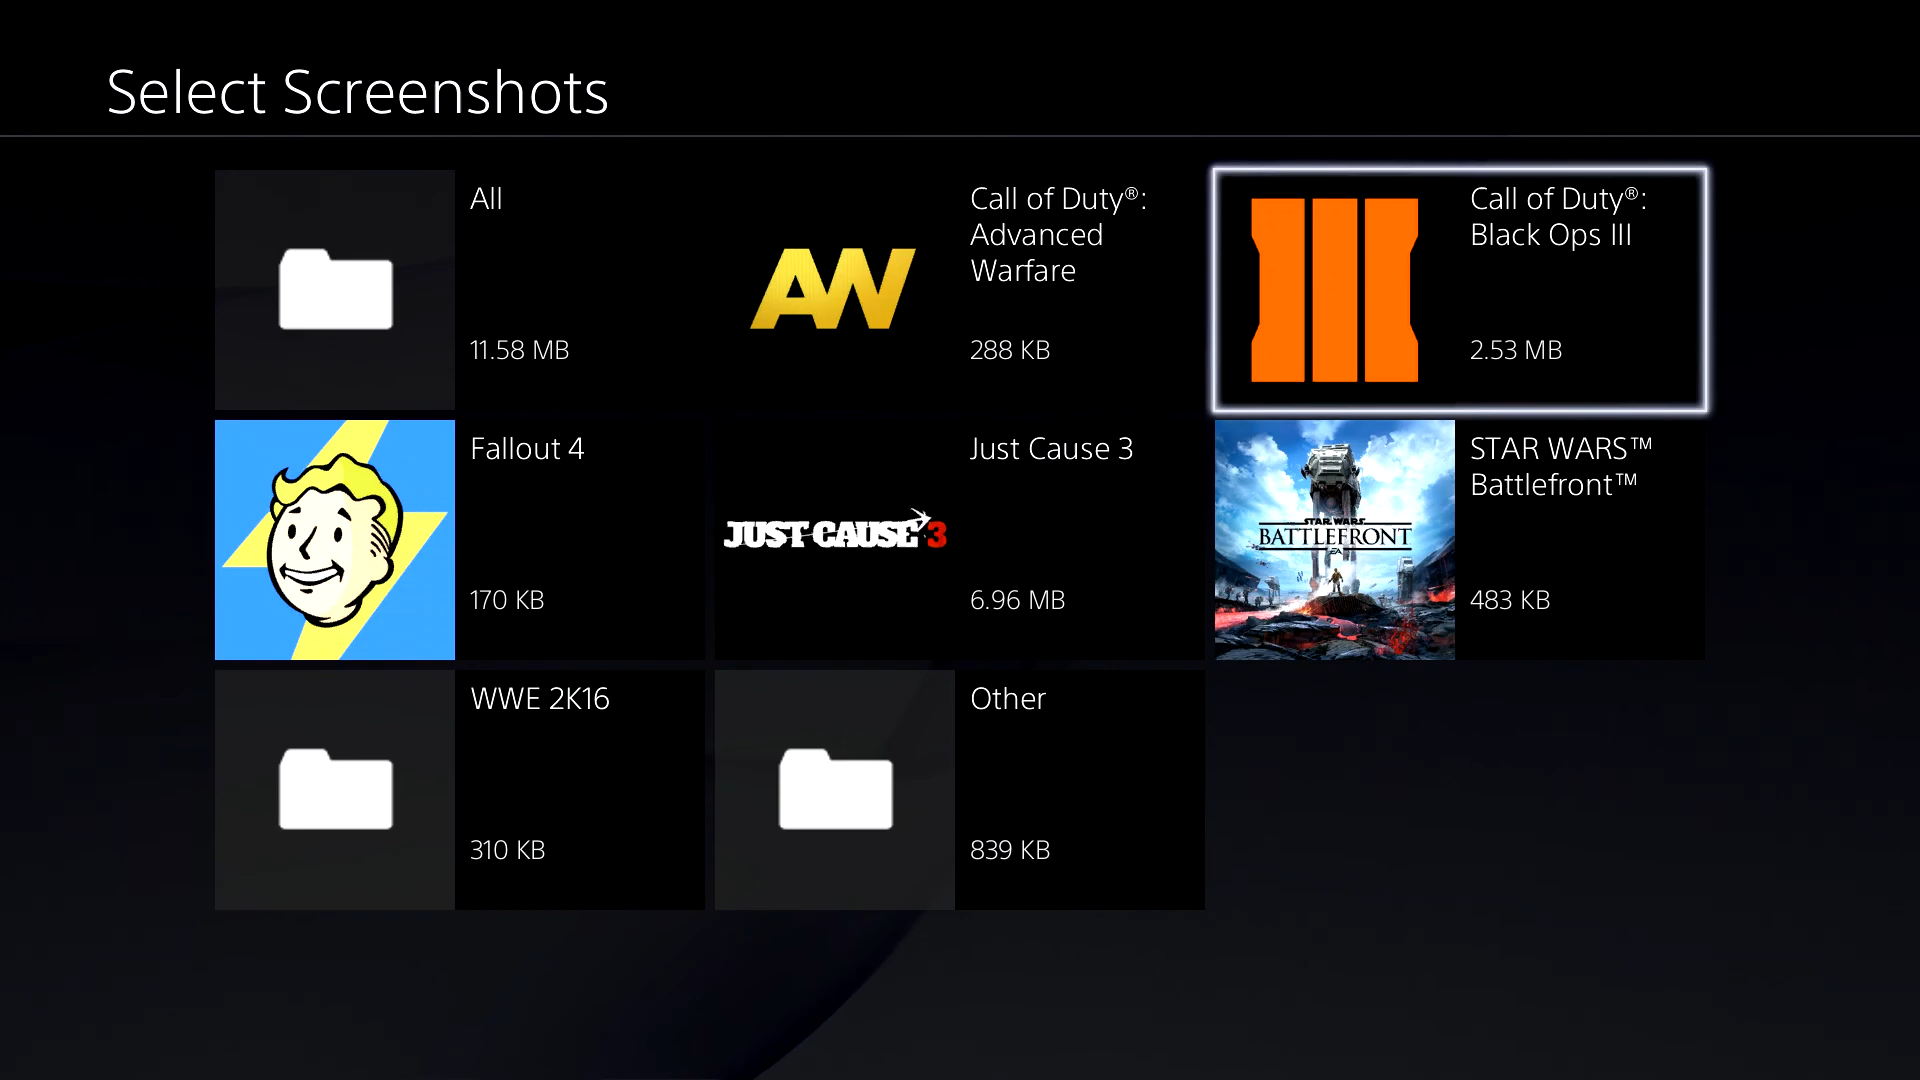 Select Screenshots
All
11.58 MB
AW
Call of Duty®:
Advanced
Warfare
288 KB
III
Call of Duty®:
Black Ops III
2.53 MB
Fallout 4
170 KB
JUST CAUSE 3
Just Cause 3
6.96 MB
STAR WARS
BATTLEFRONT
EA
STAR WARS™
Battlefront™
483 KB
WWE 2K16
310 KB
Other
839 KB